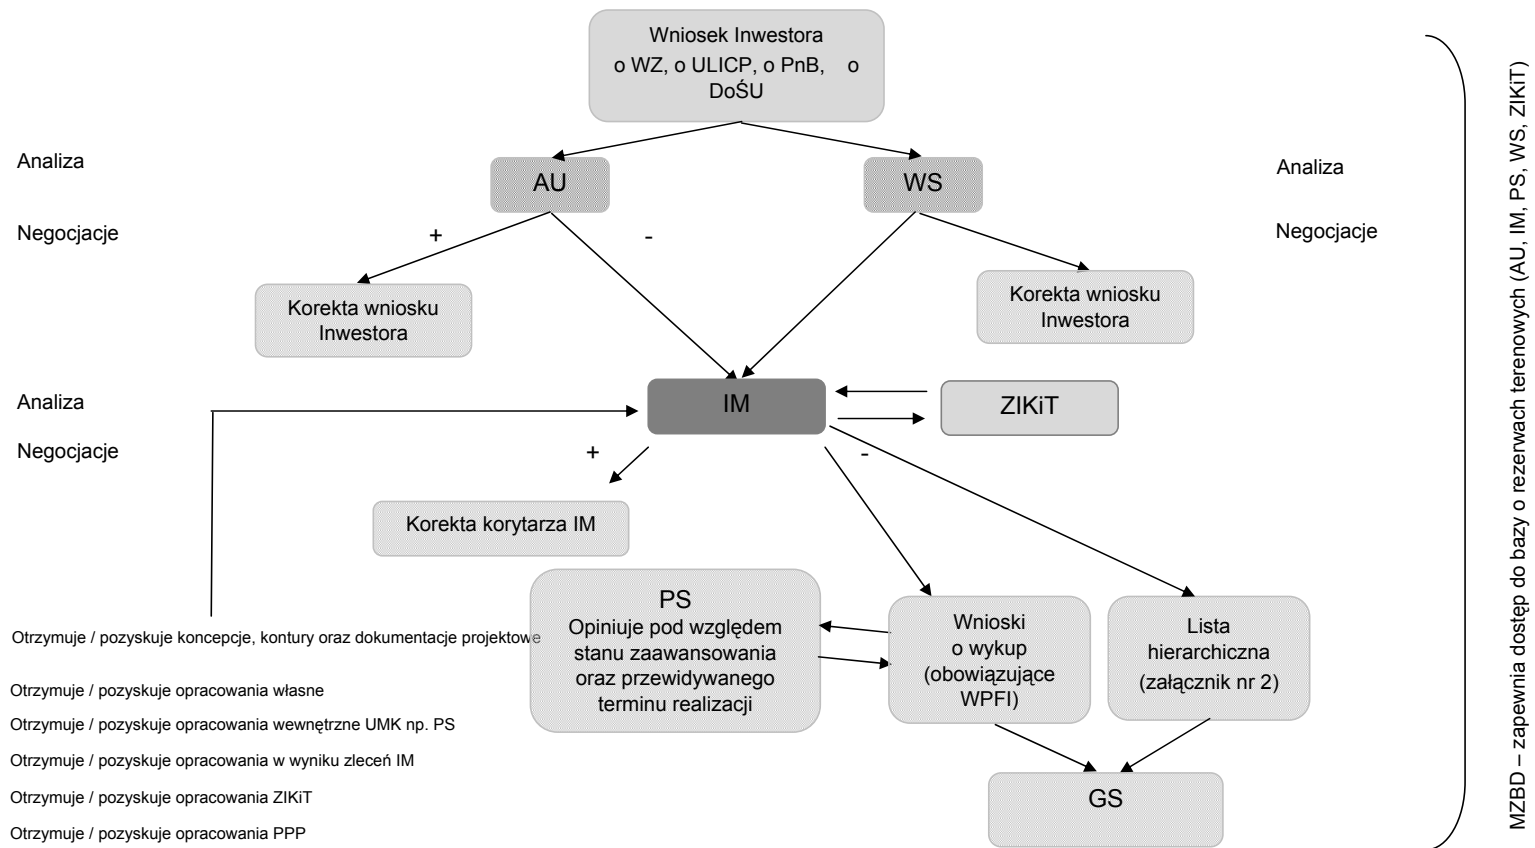 Wniosek Inwestora
o WZ, o ULICP, o PnB, o
DoŚU
Analiza
AU
WS
Analiza
Negocjacje
+
-
Negocjacje
Korekta wniosku
Inwestora
Korekta wniosku
Inwestora
Analiza
IM
ZIKiT
Negocjacje
+
-
Korekta korytarza IM
PS
Opiniuje pod względem
stanu zaawansowania
oraz przewidywanego
terminu realizacji
Wnioski
o wykup
(obowiązujące
WPFI)
Lista
hierarchiczna
(załącznik nr 2)
Otrzymuje / pozyskuje koncepcje, kontury oraz dokumentacje projektowe
Otrzymuje / pozyskuje opracowania własne
Otrzymuje / pozyskuje opracowania wewnętrzne UMK np. PS
Otrzymuje / pozyskuje opracowania w wyniku zleceń IM
Otrzymuje / pozyskuje opracowania ZIKiT
Otrzymuje / pozyskuje opracowania PPP
GS
MZBD – zapewnia dostęp do bazy o rezerwach terenowych (AU, IM, PS, WS, ZIKiT)